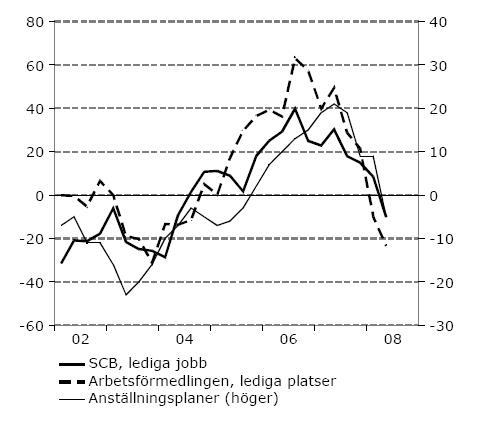 80 40
60 30
40 20
20 10
0 0
-20 -10
-40 -20
-60 -30
02 04 06 08
SCB, lediga jobb
Arbetsförmedlingen, lediga platser
Anställningsplaner (höger)